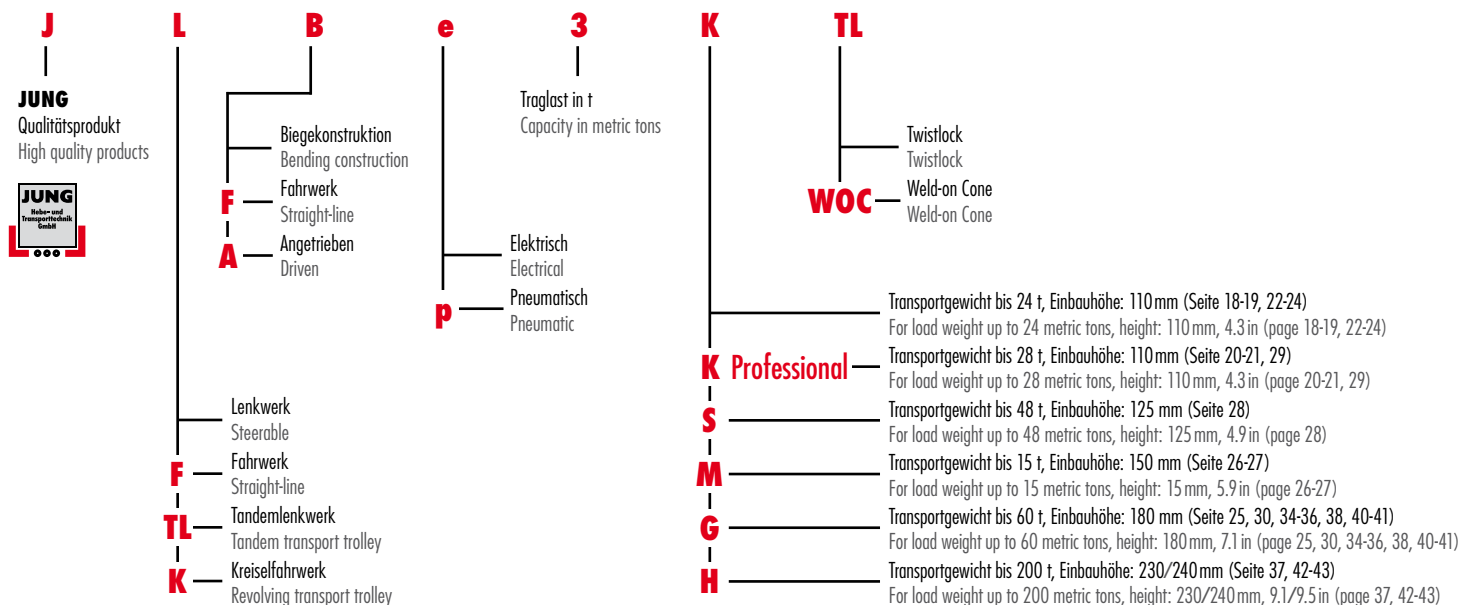 J L B e 3 K TL
JUNG
Qualitätsprodukt
High quality products
JUNG
Hebe- und
Transporttechnik
GmbH
Lenkwerk
Steerable
F Fahrwerk
Straight-line
TL Tandemlenkwerk
Tandem transport trolley
K Kreiselfahrwerk
Revolving transport trolley
Biegekonstruktion
Bending construction
F Fahrwerk
Straight-line
A Angetrieben
Driven
Elektrisch
Electrical
p Pneumatisch
Pneumatic
Traglast in t
Capacity in metric tons
Transportgewicht bis 24 t, Einbauhöhe: 110 mm (Seite 18-19, 22-24)
For load weight up to 24 metric tons, height: 110 mm, 4.3 in (page 18-19, 22-24)
K Professional Transportgewicht bis 28 t, Einbauhöhe: 110 mm (Seite 20-21, 29)
For load weight up to 28 metric tons, height: 110 mm, 4.3 in (page 20-21, 29)
S Transportgewicht bis 48 t, Einbauhöhe: 125 mm (Seite 28)
For load weight up to 48 metric tons, height: 125 mm, 4.9 in (page 28)
M Transportgewicht bis 15 t, Einbauhöhe: 150 mm (Seite 26-27)
For load weight up to 15 metric tons, height: 15 mm, 5.9 in (page 26-27)
G Transportgewicht bis 60 t, Einbauhöhe: 180 mm (Seite 25, 30, 34-36, 38, 40-41)
For load weight up to 60 metric tons, height: 180 mm, 7.1 in (page 25, 30, 34-36, 38, 40-41)
H Transportgewicht bis 200 t, Einbauhöhe: 230/240 mm (Seite 37, 42-43)
For load weight up to 200 metric tons, height: 230/240 mm, 9.1/9.5 in (page 37, 42-43)
Twistlock
Twistlock
WOC Weld-on Cone
Weld-on Cone